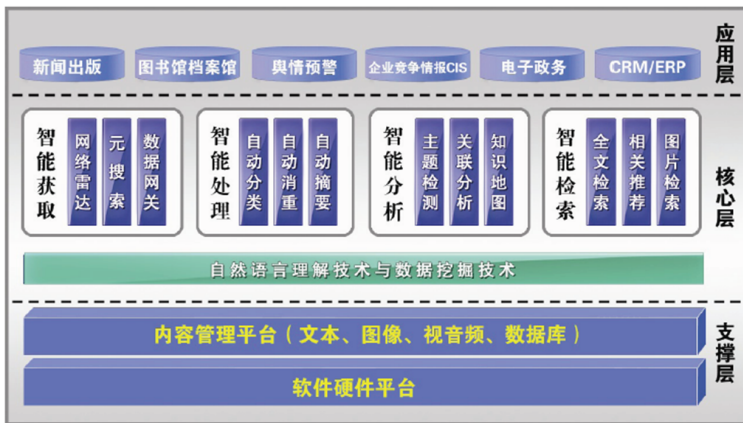 新闻出版
图书馆档案馆
舆情预警
企业竞争情报CIS
电子政务
CRM/ERP
应用层
智能获取
网络雷达
元搜索
数据网关
智能处理
自动分类
自动消重
自动摘要
智能分析
主题检测
关联分析
知识地图
智能检索
全文检索
相关推荐
图片检索
核心层
自然语言理解技术与数据挖掘技术
内容管理平台（文本、图像、视音频、数据库）
软件硬件平台
支撑层